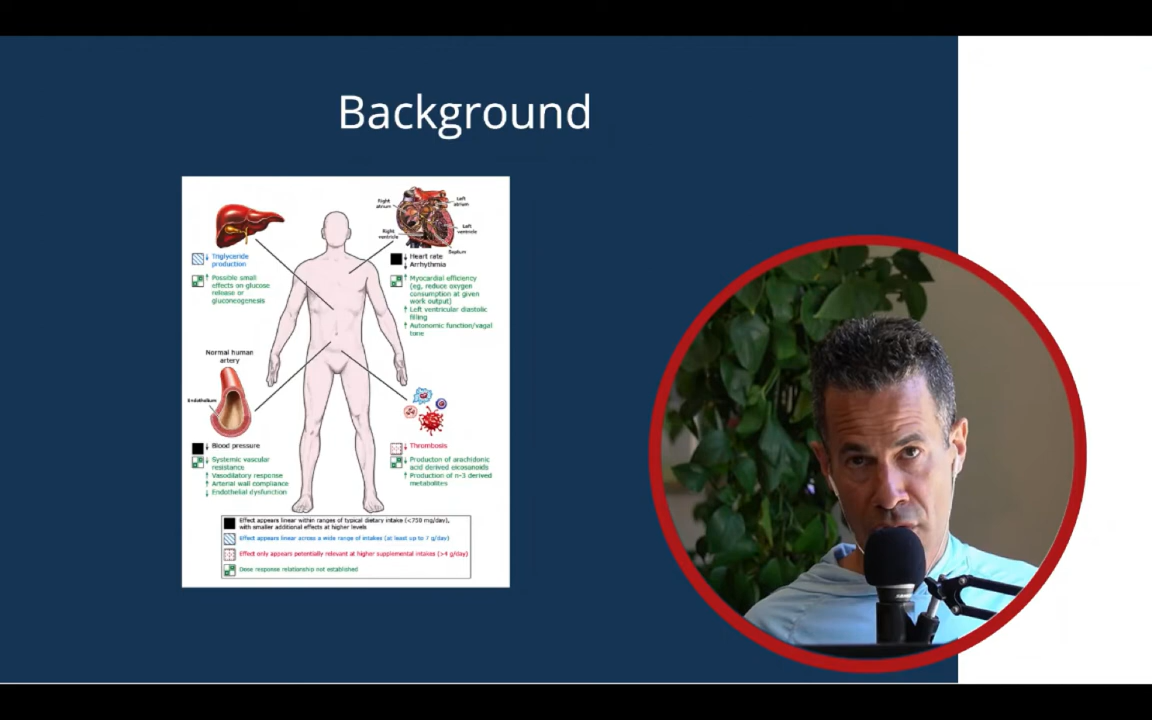 Background
Right
atrium
Left
atrium
Right
ventricle
Left
ventricle
Septum
↓ Triglyceride
production
↑ Possible small
effects on glucose
release or
gluconeogenesis
↓ Heart rate
↓ Arrhythmia
↑ Myocardial efficiency
(eg, reduce oxygen
consumption at given
work output)
↑ Left ventricular diastolic
filling
↑ Autonomic function/vagal
tone
Normal human
artery
Endothelium
↓ Blood pressure
↓ Systemic vascular
resistance
↑ Vasodilatory response
↑ Arterial wall compliance
↓ Endothelial dysfunction
↓ Thrombosis
↓ Producton of arachidonic
acid derived eicosanoids
↑ Production of n-3 derived
metabolites
Effect appears linear within ranges of typical dietary intake (<750 mg/day),
with smaller additional effects at higher levels
Effect appears linear across a wide range of intakes (at least up to 7 g/day)
Effect only appears potentially relevant at higher supplemental intakes (>4 g/day)
Dose response relationship not established